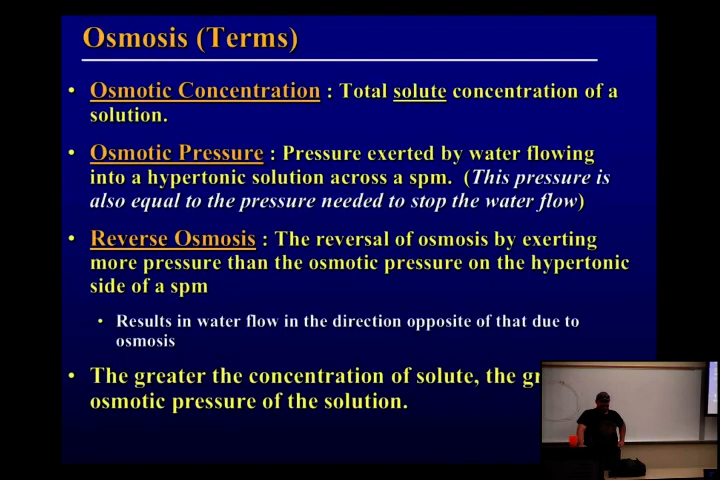 Osmosis (Terms)
• Osmotic Concentration : Total solute concentration of a
solution.
• Osmotic Pressure : Pressure exerted by water flowing
into a hypertonic solution across a spm. (This pressure is
also equal to the pressure needed to stop the water flow)
• Reverse Osmosis : The reversal of osmosis by exerting
more pressure than the osmotic pressure on the hypertonic
side of a spm
• Results in water flow in the direction opposite of that due to
osmosis
• The greater the concentration of solute, the
osmotic pressure of the solution.